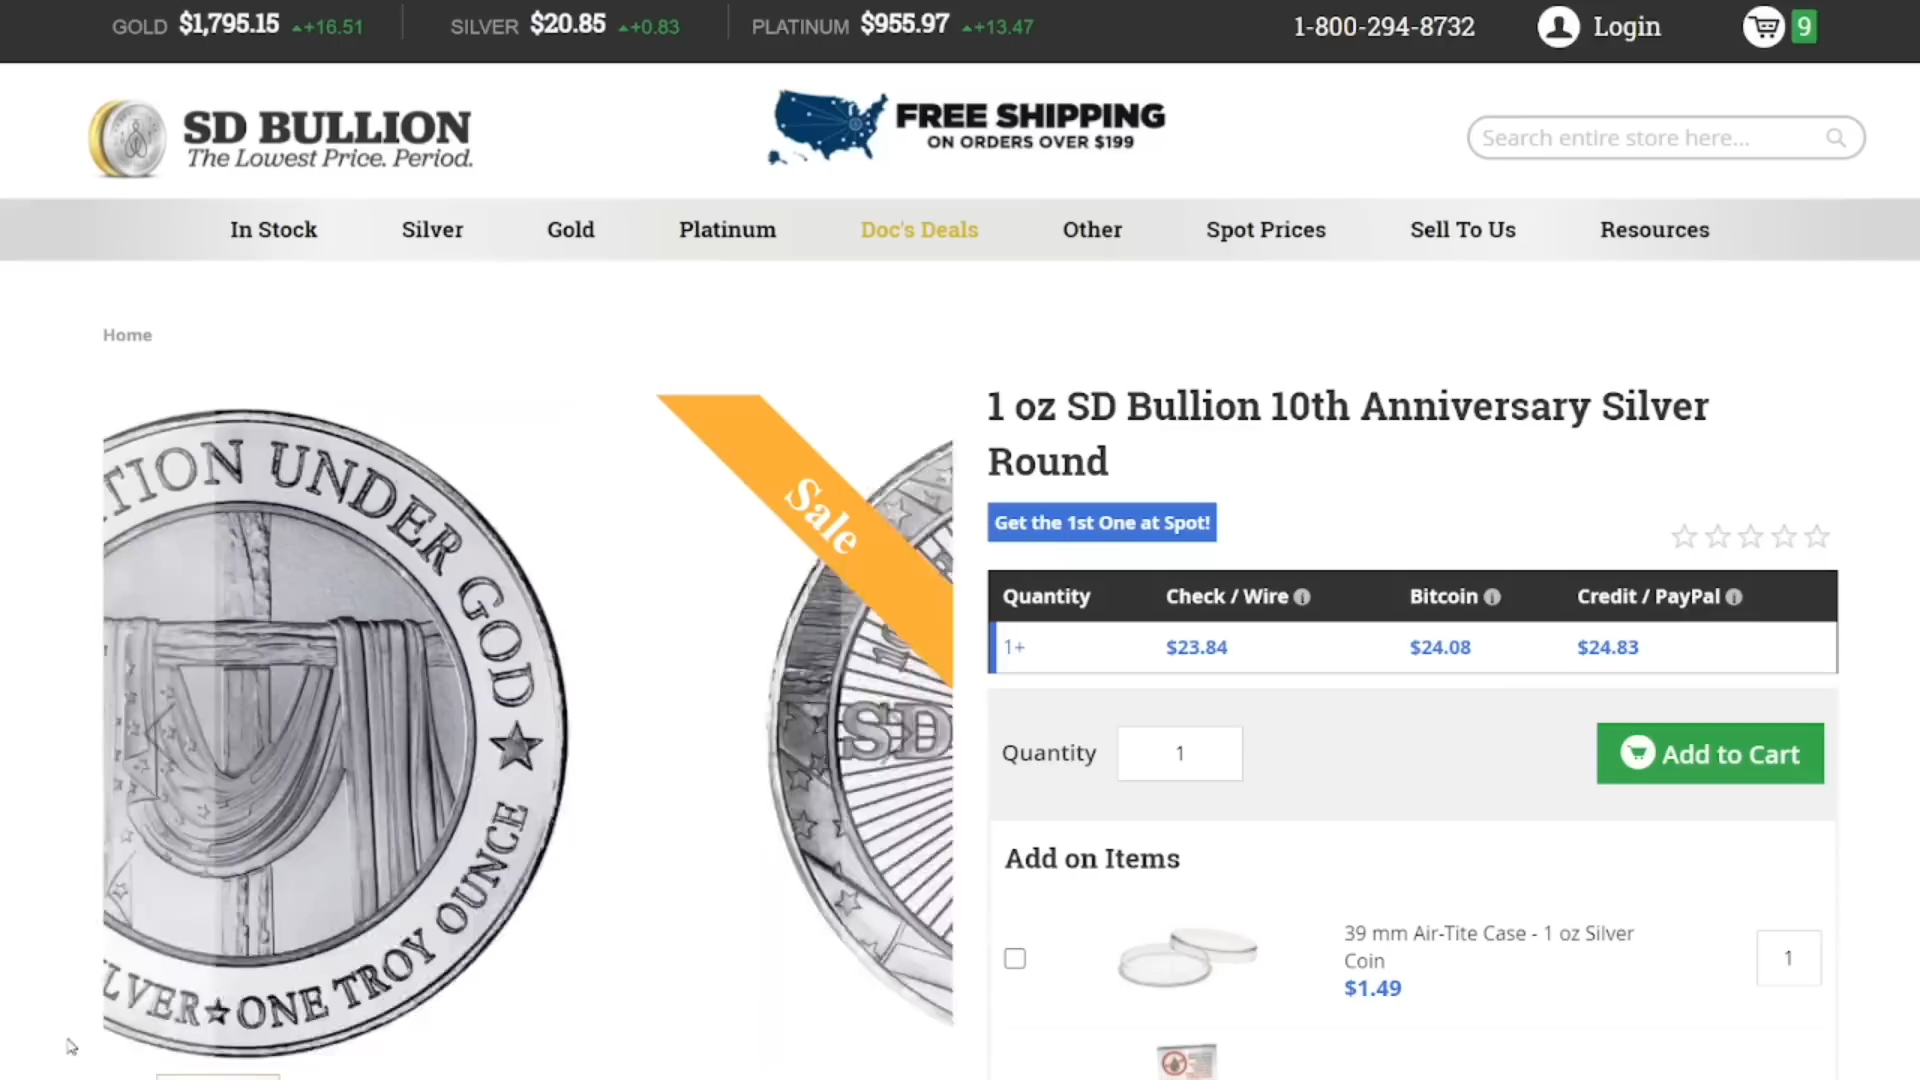 GOLD $1,795.15 +16.51 SILVER $20.85 +0.83 PLATINUM $955.97 +13.47 1-800-294-8732 Login 9
SD BULLION
The Lowest Price. Period.
FREE SHIPPING
ON ORDERS OVER $199
Search entire store here...
In Stock Silver Gold Platinum Doc's Deals Other Spot Prices Sell To Us Resources
Home
TION UNDER GOD
LVER★ONE TROY OUNCE
Sale
SD
1 oz SD Bullion 10th Anniversary Silver
Round
Get the 1st One at Spot!
Quantity Check / Wire Bitcoin Credit / PayPal
1+ $23.84 $24.08 $24.83
Quantity 1 Add to Cart
Add on Items
39 mm Air-Tite Case - 1 oz Silver
Coin
$1.49
1